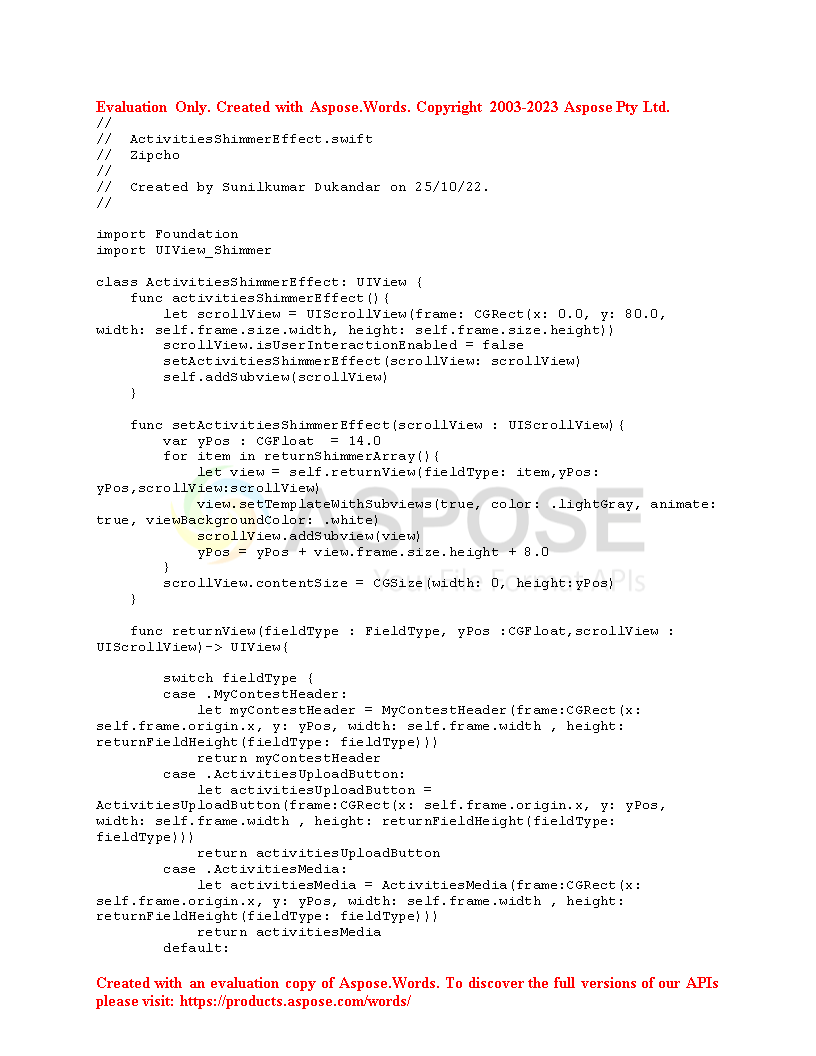 Evaluation Only. Created with Aspose.Words. Copyright 2003-2023 Aspose Pty Ltd.
//
//  ActivitiesShimmerEffect.swift
//  Zipcho
//
//  Created by Sunilkumar Dukandar on 25/10/22.
//

import Foundation
import UIView_Shimmer

class ActivitiesShimmerEffect: UIView {
    func activitiesShimmerEffect(){
        let scrollView = UIScrollView(frame: CGRect(x: 0.0, y: 80.0,
width: self.frame.size.width, height: self.frame.size.height))
        scrollView.isUserInteractionEnabled = false
        setActivitiesShimmerEffect(scrollView: scrollView)
        self.addSubview(scrollView)
    }

    func setActivitiesShimmerEffect(scrollView : UIScrollView){
        var yPos : CGFloat  = 14.0
        for item in returnShimmerArray(){
            let view = self.returnView(fieldType: item,yPos:
yPos,scrollView:scrollView)
            view.setTemplateWithSubviews(true, color: .lightGray, animate:
true, viewBackgroundColor: .white)
            scrollView.addSubview(view)
            yPos = yPos + view.frame.size.height + 8.0
        }
        scrollView.contentSize = CGSize(width: 0, height:yPos)
    }

    func returnView(fieldType : FieldType, yPos :CGFloat,scrollView :
UIScrollView)-> UIView{

        switch fieldType {
        case .MyContestHeader:
            let myContestHeader = MyContestHeader(frame:CGRect(x:
self.frame.origin.x, y: yPos, width: self.frame.width , height:
returnFieldHeight(fieldType: fieldType)))
            return myContestHeader
        case .ActivitiesUploadButton:
            let activitiesUploadButton =
ActivitiesUploadButton(frame:CGRect(x: self.frame.origin.x, y: yPos,
width: self.frame.width , height: returnFieldHeight(fieldType:
fieldType)))
            return activitiesUploadButton
        case .ActivitiesMedia:
            let activitiesMedia = ActivitiesMedia(frame:CGRect(x:
self.frame.origin.x, y: yPos, width: self.frame.width , height:
returnFieldHeight(fieldType: fieldType)))
            return activitiesMedia
        default:
ASPOSE
Your File Format APIs
Created with an evaluation copy of Aspose.Words. To discover the full versions of our APIs
please visit: https://products.aspose.com/words/